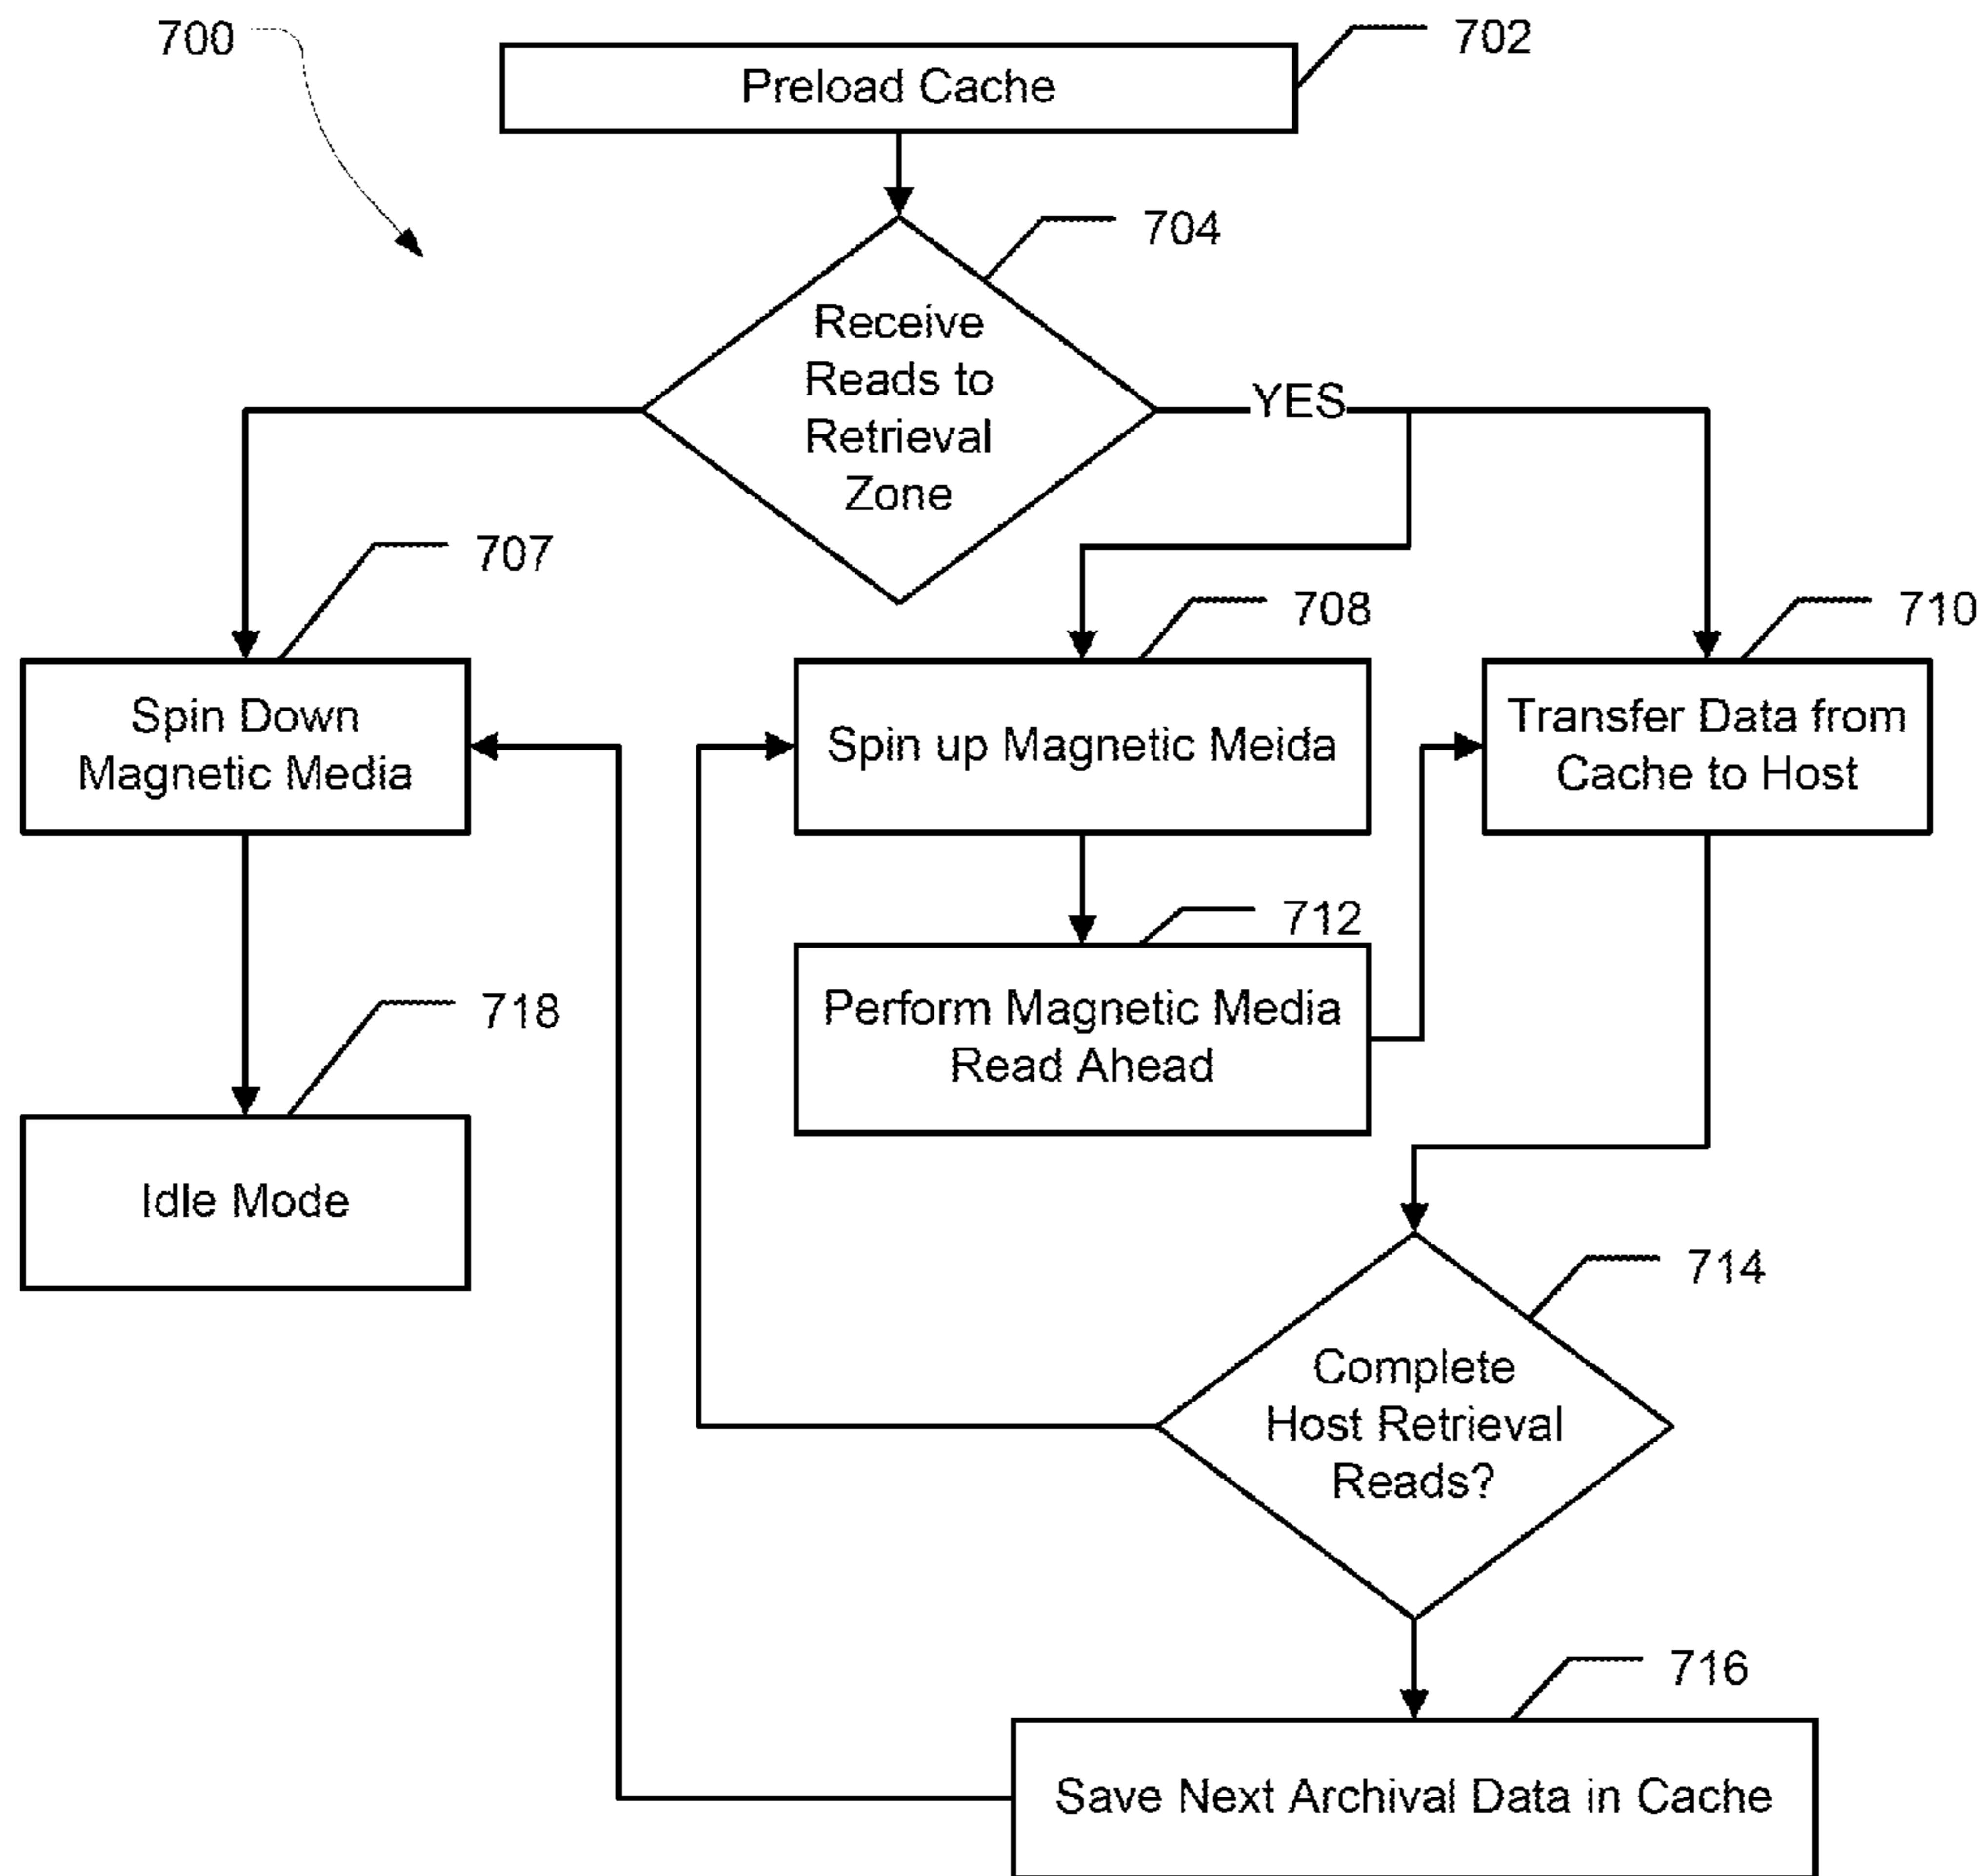 700
702
Preload Cache
704
Receive
Reads to
Retrieval
Zone
YES
707
708
710
Spin Down
Magnetic Media
Spin up Magnetic Meida
Transfer Data from
Cache to Host
712
Perform Magnetic Media
Read Ahead
718
Idle Mode
714
Complete
Host Retrieval
Reads?
716
Save Next Archival Data in Cache